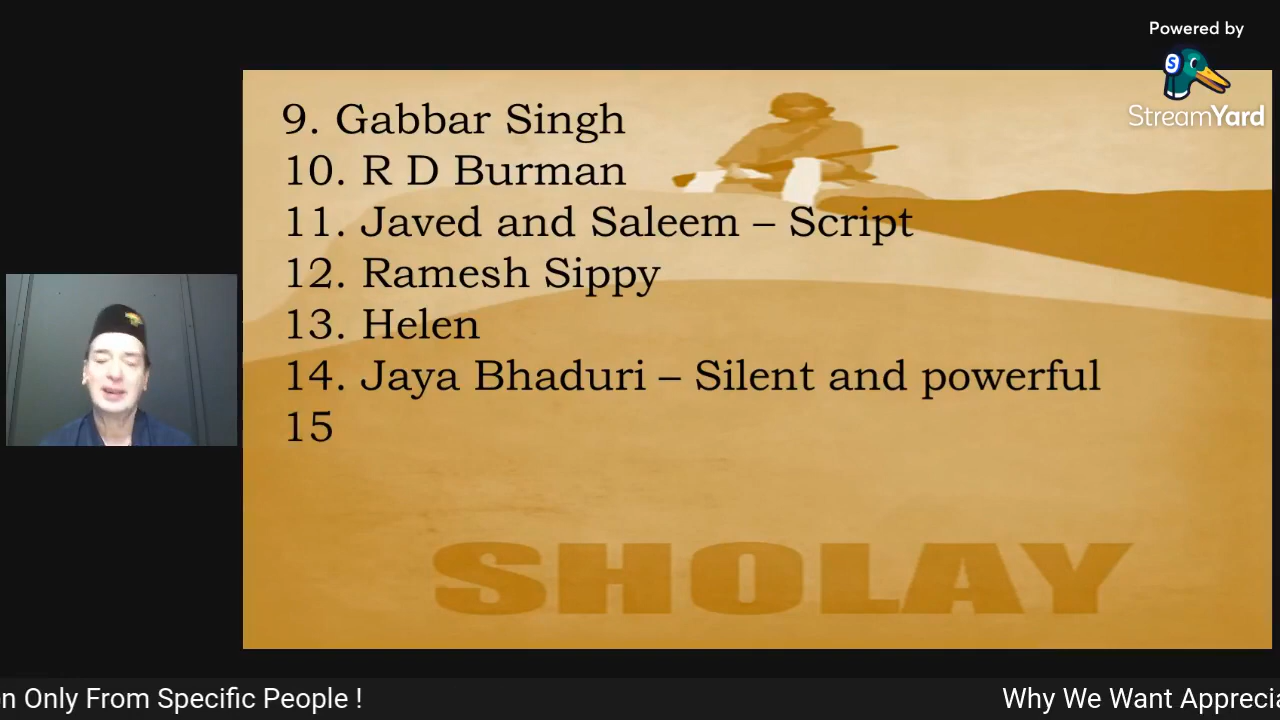 Powered by
StreamYard
9. Gabbar Singh
10. R D Burman
11. Javed and Saleem – Script
12. Ramesh Sippy
13. Helen
14. Jaya Bhaduri – Silent and powerful
15
SHOLAY
n Only From Specific People !
Why We Want Apprecia